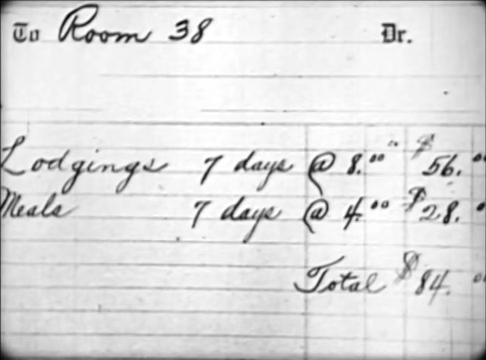 To Room 38 Dr.
Lodgings 7 days @ 8.00 $56.00
Meals 7 days @ 4.00 $28.0
Total $84.00